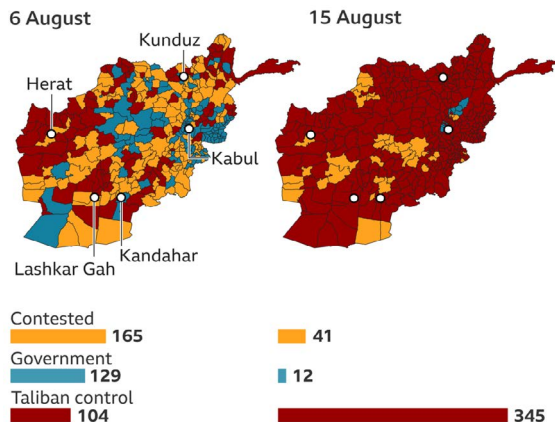 6 August
15 August
Kunduz
Herat
Kabul
Kandahar
Lashkar Gah
Contested
165
41
Government
129
12
Taliban control
104
345